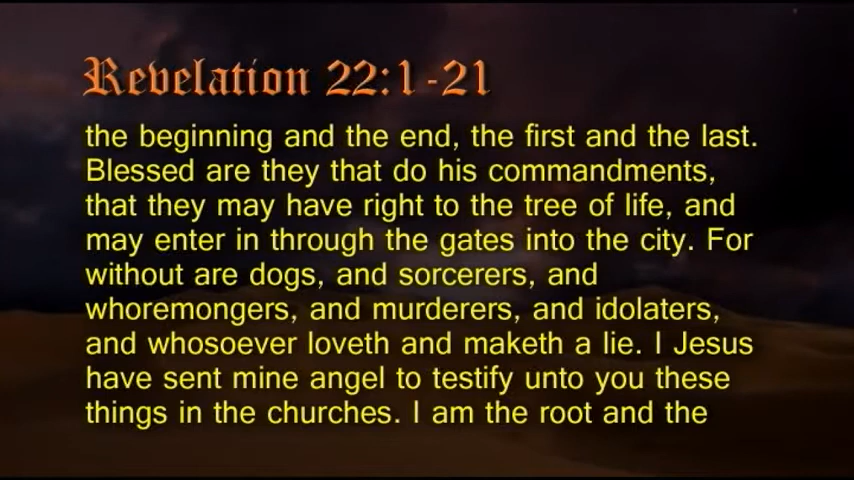 Revelation 22:1-21
the beginning and the end, the first and the last.
Blessed are they that do his commandments,
that they may have right to the tree of life, and
may enter in through the gates into the city. For
without are dogs, and sorcerers, and
whoremongers, and murderers, and idolaters,
and whosoever loveth and maketh a lie. I Jesus
have sent mine angel to testify unto you these
things in the churches. I am the root and the